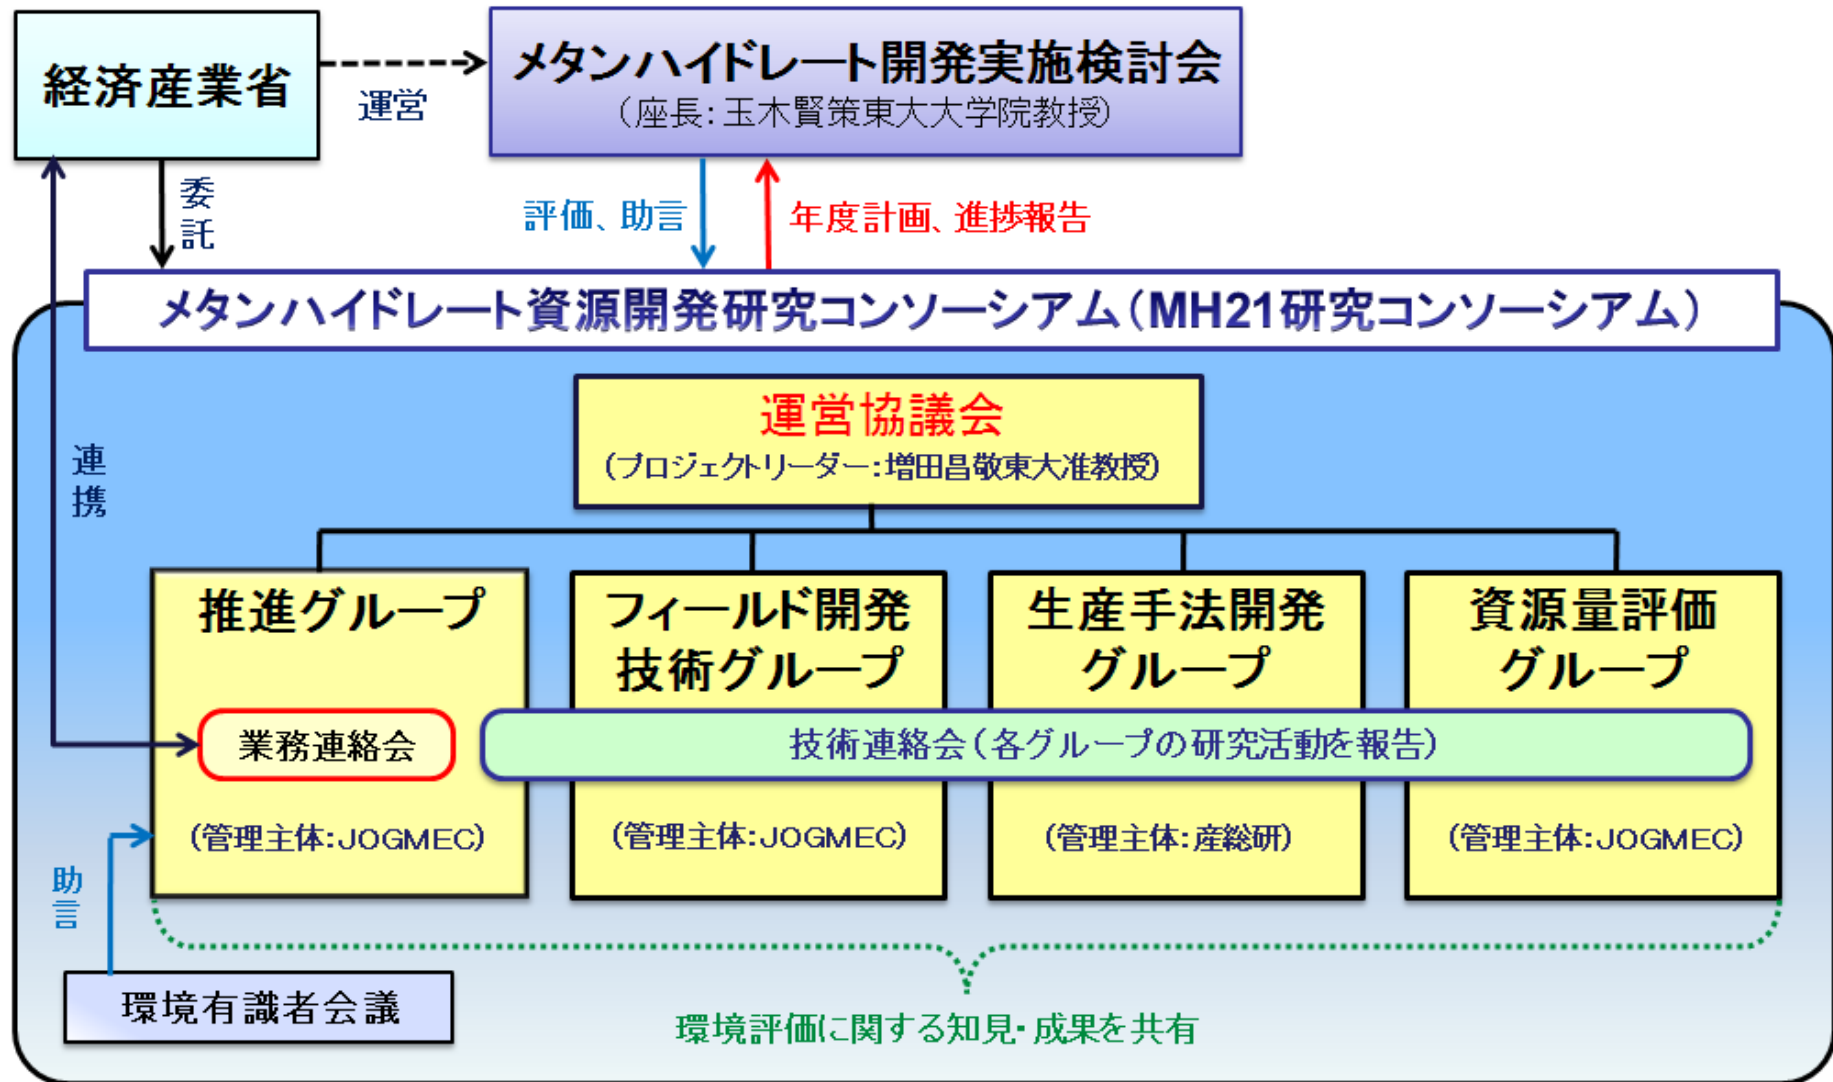 経済産業省
運営
メタンハイドレート開発実施検討会
（座長：玉木賢策東大大学院教授）
委託
評価、助言
年度計画、進捗報告
メタンハイドレート資源開発研究コンソーシアム（MH21研究コンソーシアム）
連携
運営協議会
（プロジェクトリーダー：増田昌敬東大准教授）
推進グループ
業務連絡会
（管理主体：JOGMEC）
フィールド開発
技術グループ
（管理主体：JOGMEC）
生産手法開発
グループ
（管理主体：産総研）
資源量評価
グループ
（管理主体：JOGMEC）
技術連絡会（各グループの研究活動を報告）
助言
環境有識者会議
環境評価に関する知見・成果を共有